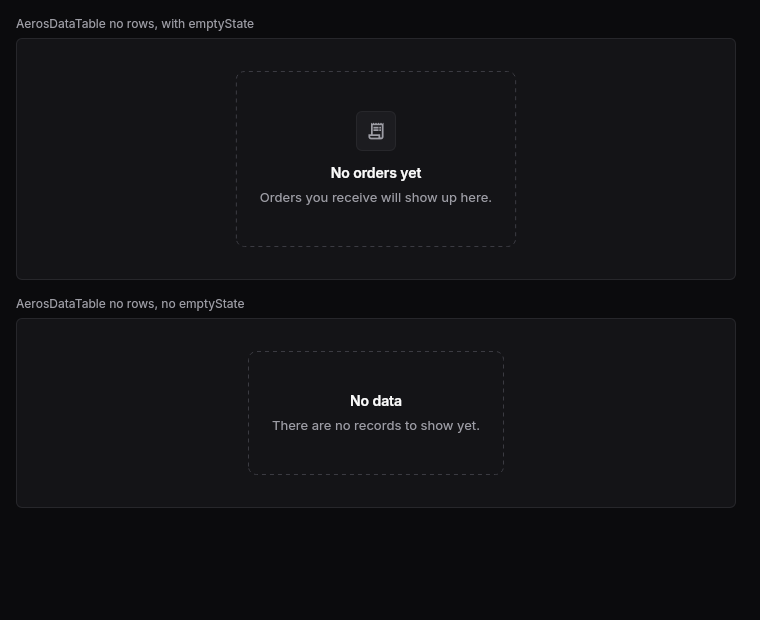 AerosDataTable no rows, with emptyState
No orders yet
Orders you receive will show up here.
AerosDataTable no rows, no emptyState
No data
There are no records to show yet.